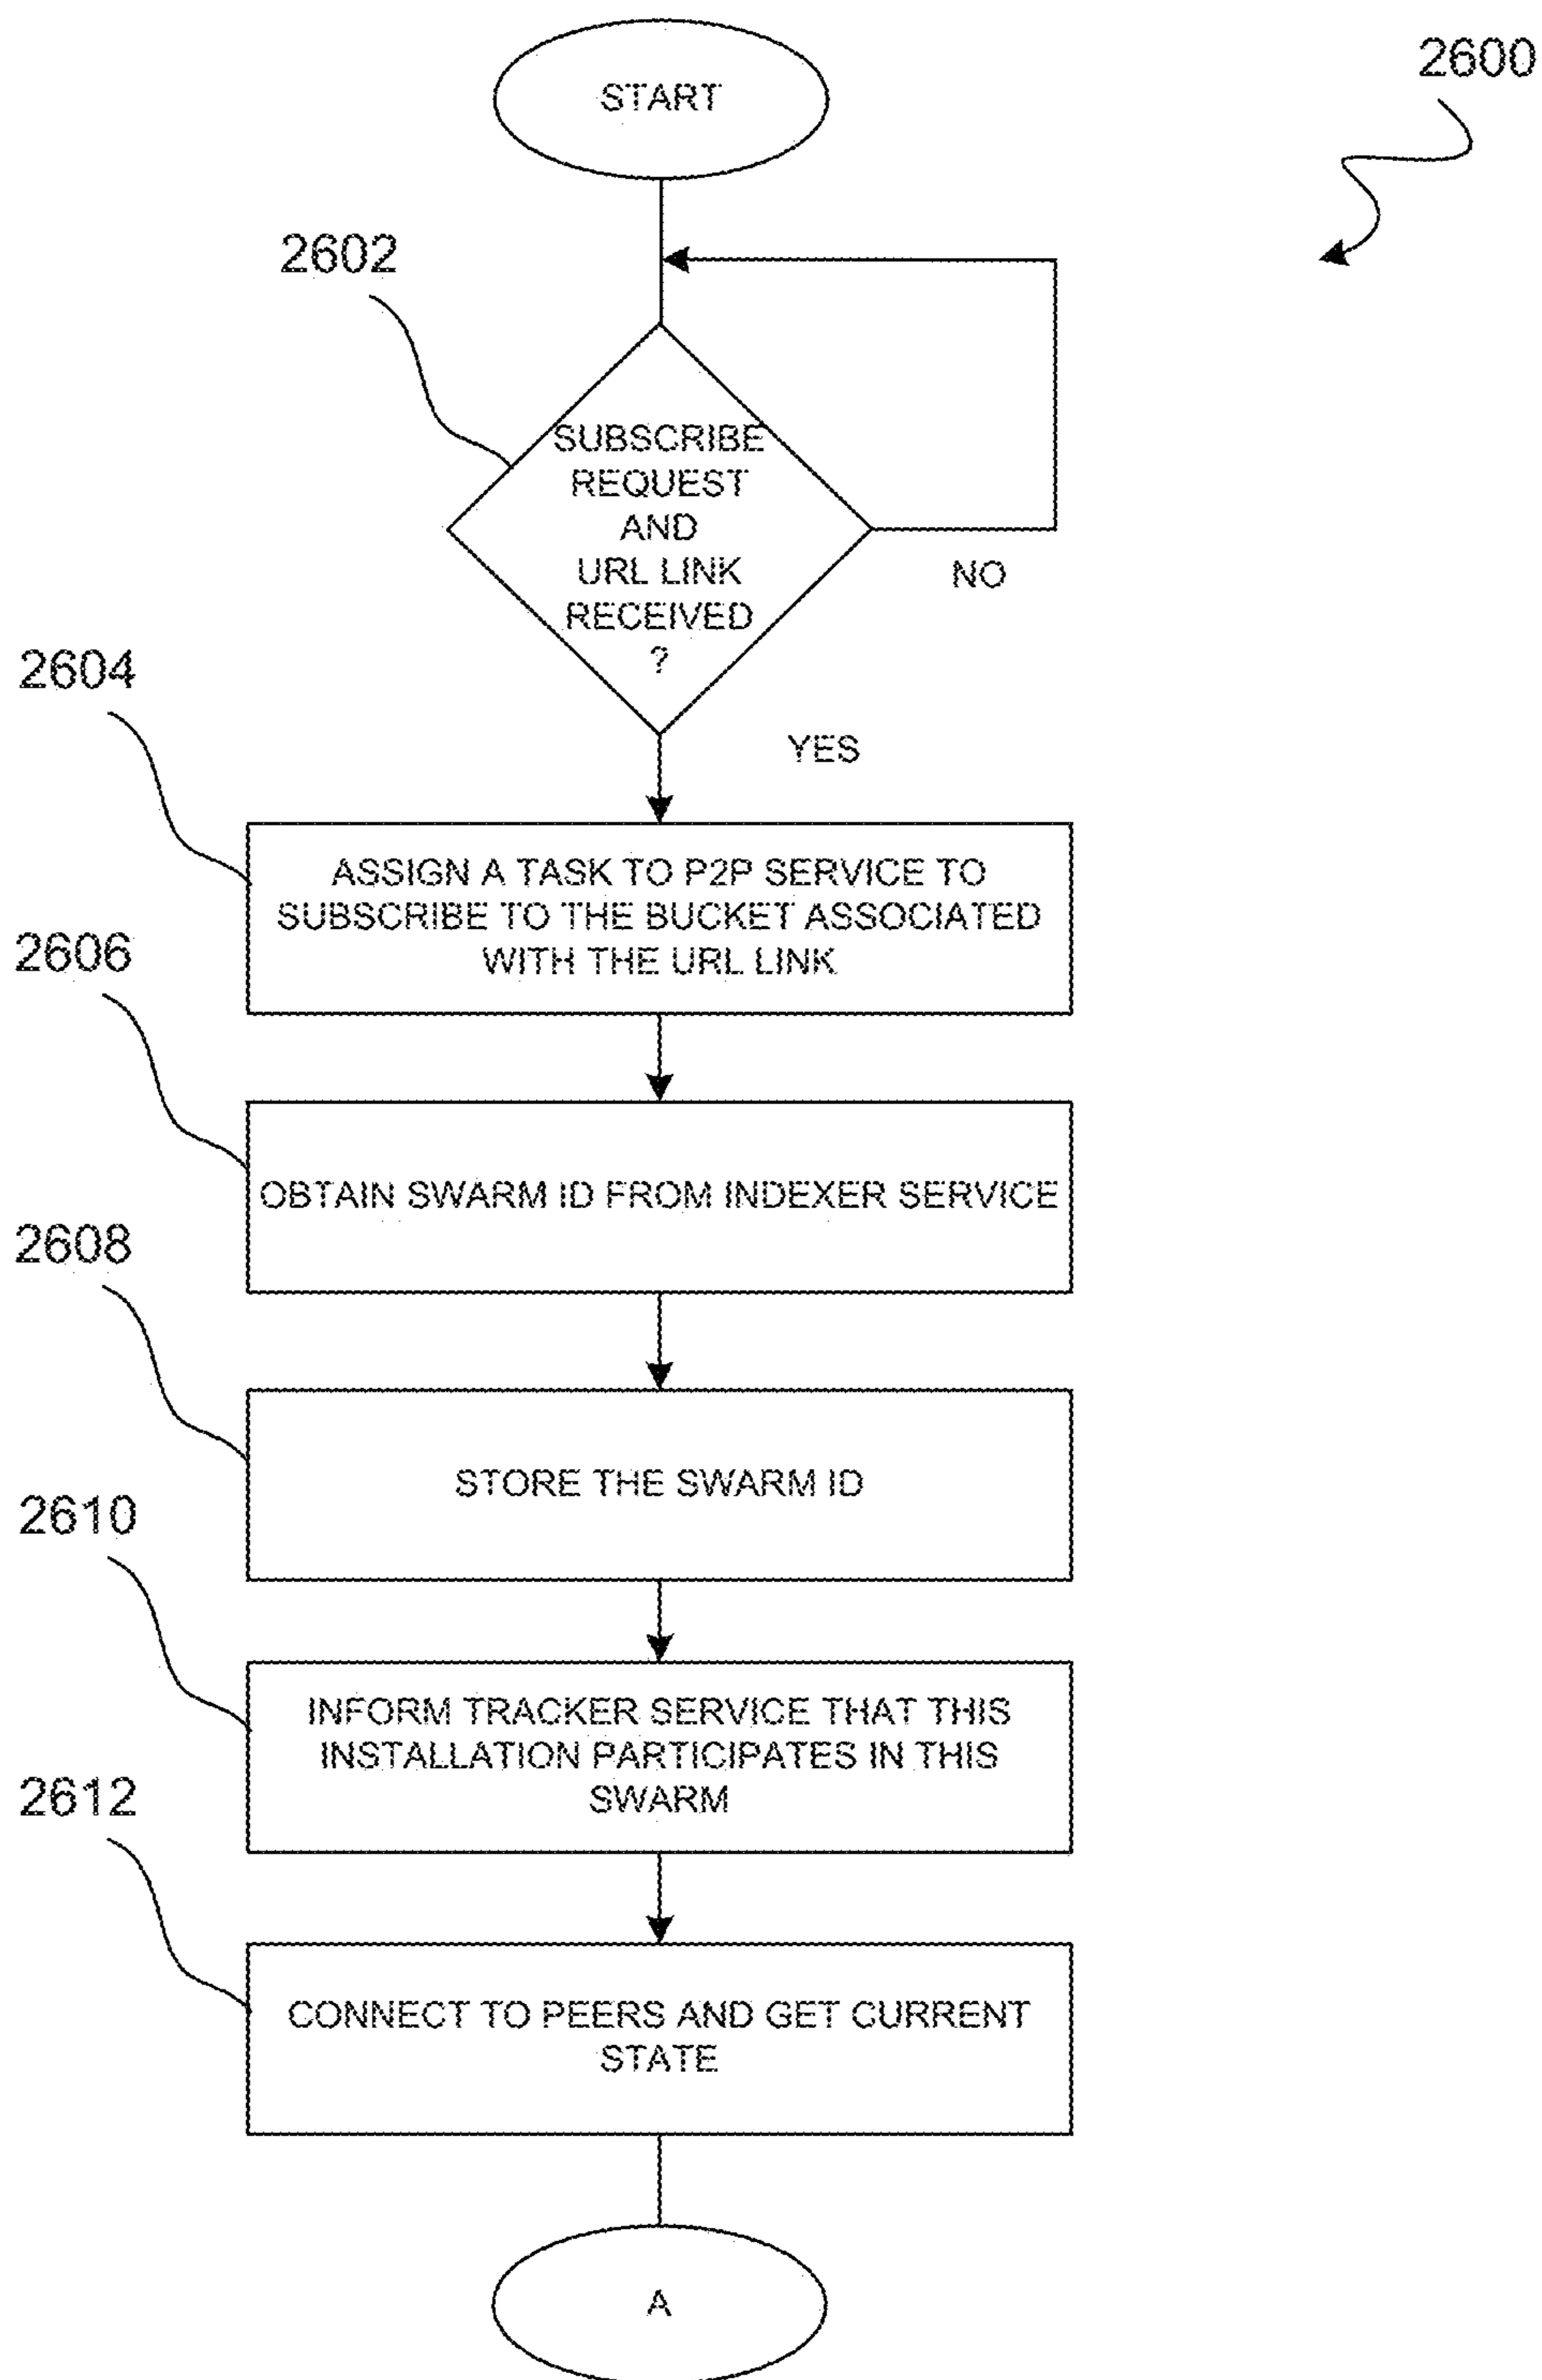 START
2600
2602
SUBSCRIBE
REQUEST
AND
URL LINK
RECEIVED
?
NO
YES
2604
ASSIGN A TASK TO P2P SERVICE TO
SUBSCRIBE TO THE BUCKET ASSOCIATED
WITH THE URL LINK
2606
OBTAIN SWARM ID FROM INDEXER SERVICE
2608
STORE THE SWARM ID
2610
INFORM TRACKER SERVICE THAT THIS
INSTALLATION PARTICIPATES IN THIS
SWARM
2612
CONNECT TO PEERS AND GET CURRENT
STATE
A